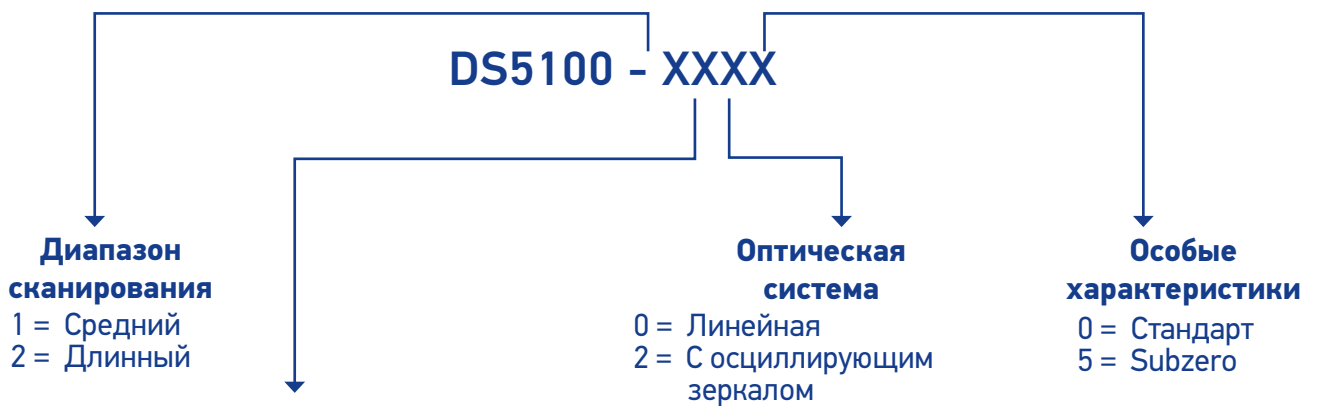 DS5100 - XXXX
Диапазон
сканирования
1 = Средний
2 = Длинный
Оптическая
система
0 = Линейная
2 = С осциллирующим
зеркалом
Особые
характеристики
0 = Стандарт
5 = Subzero